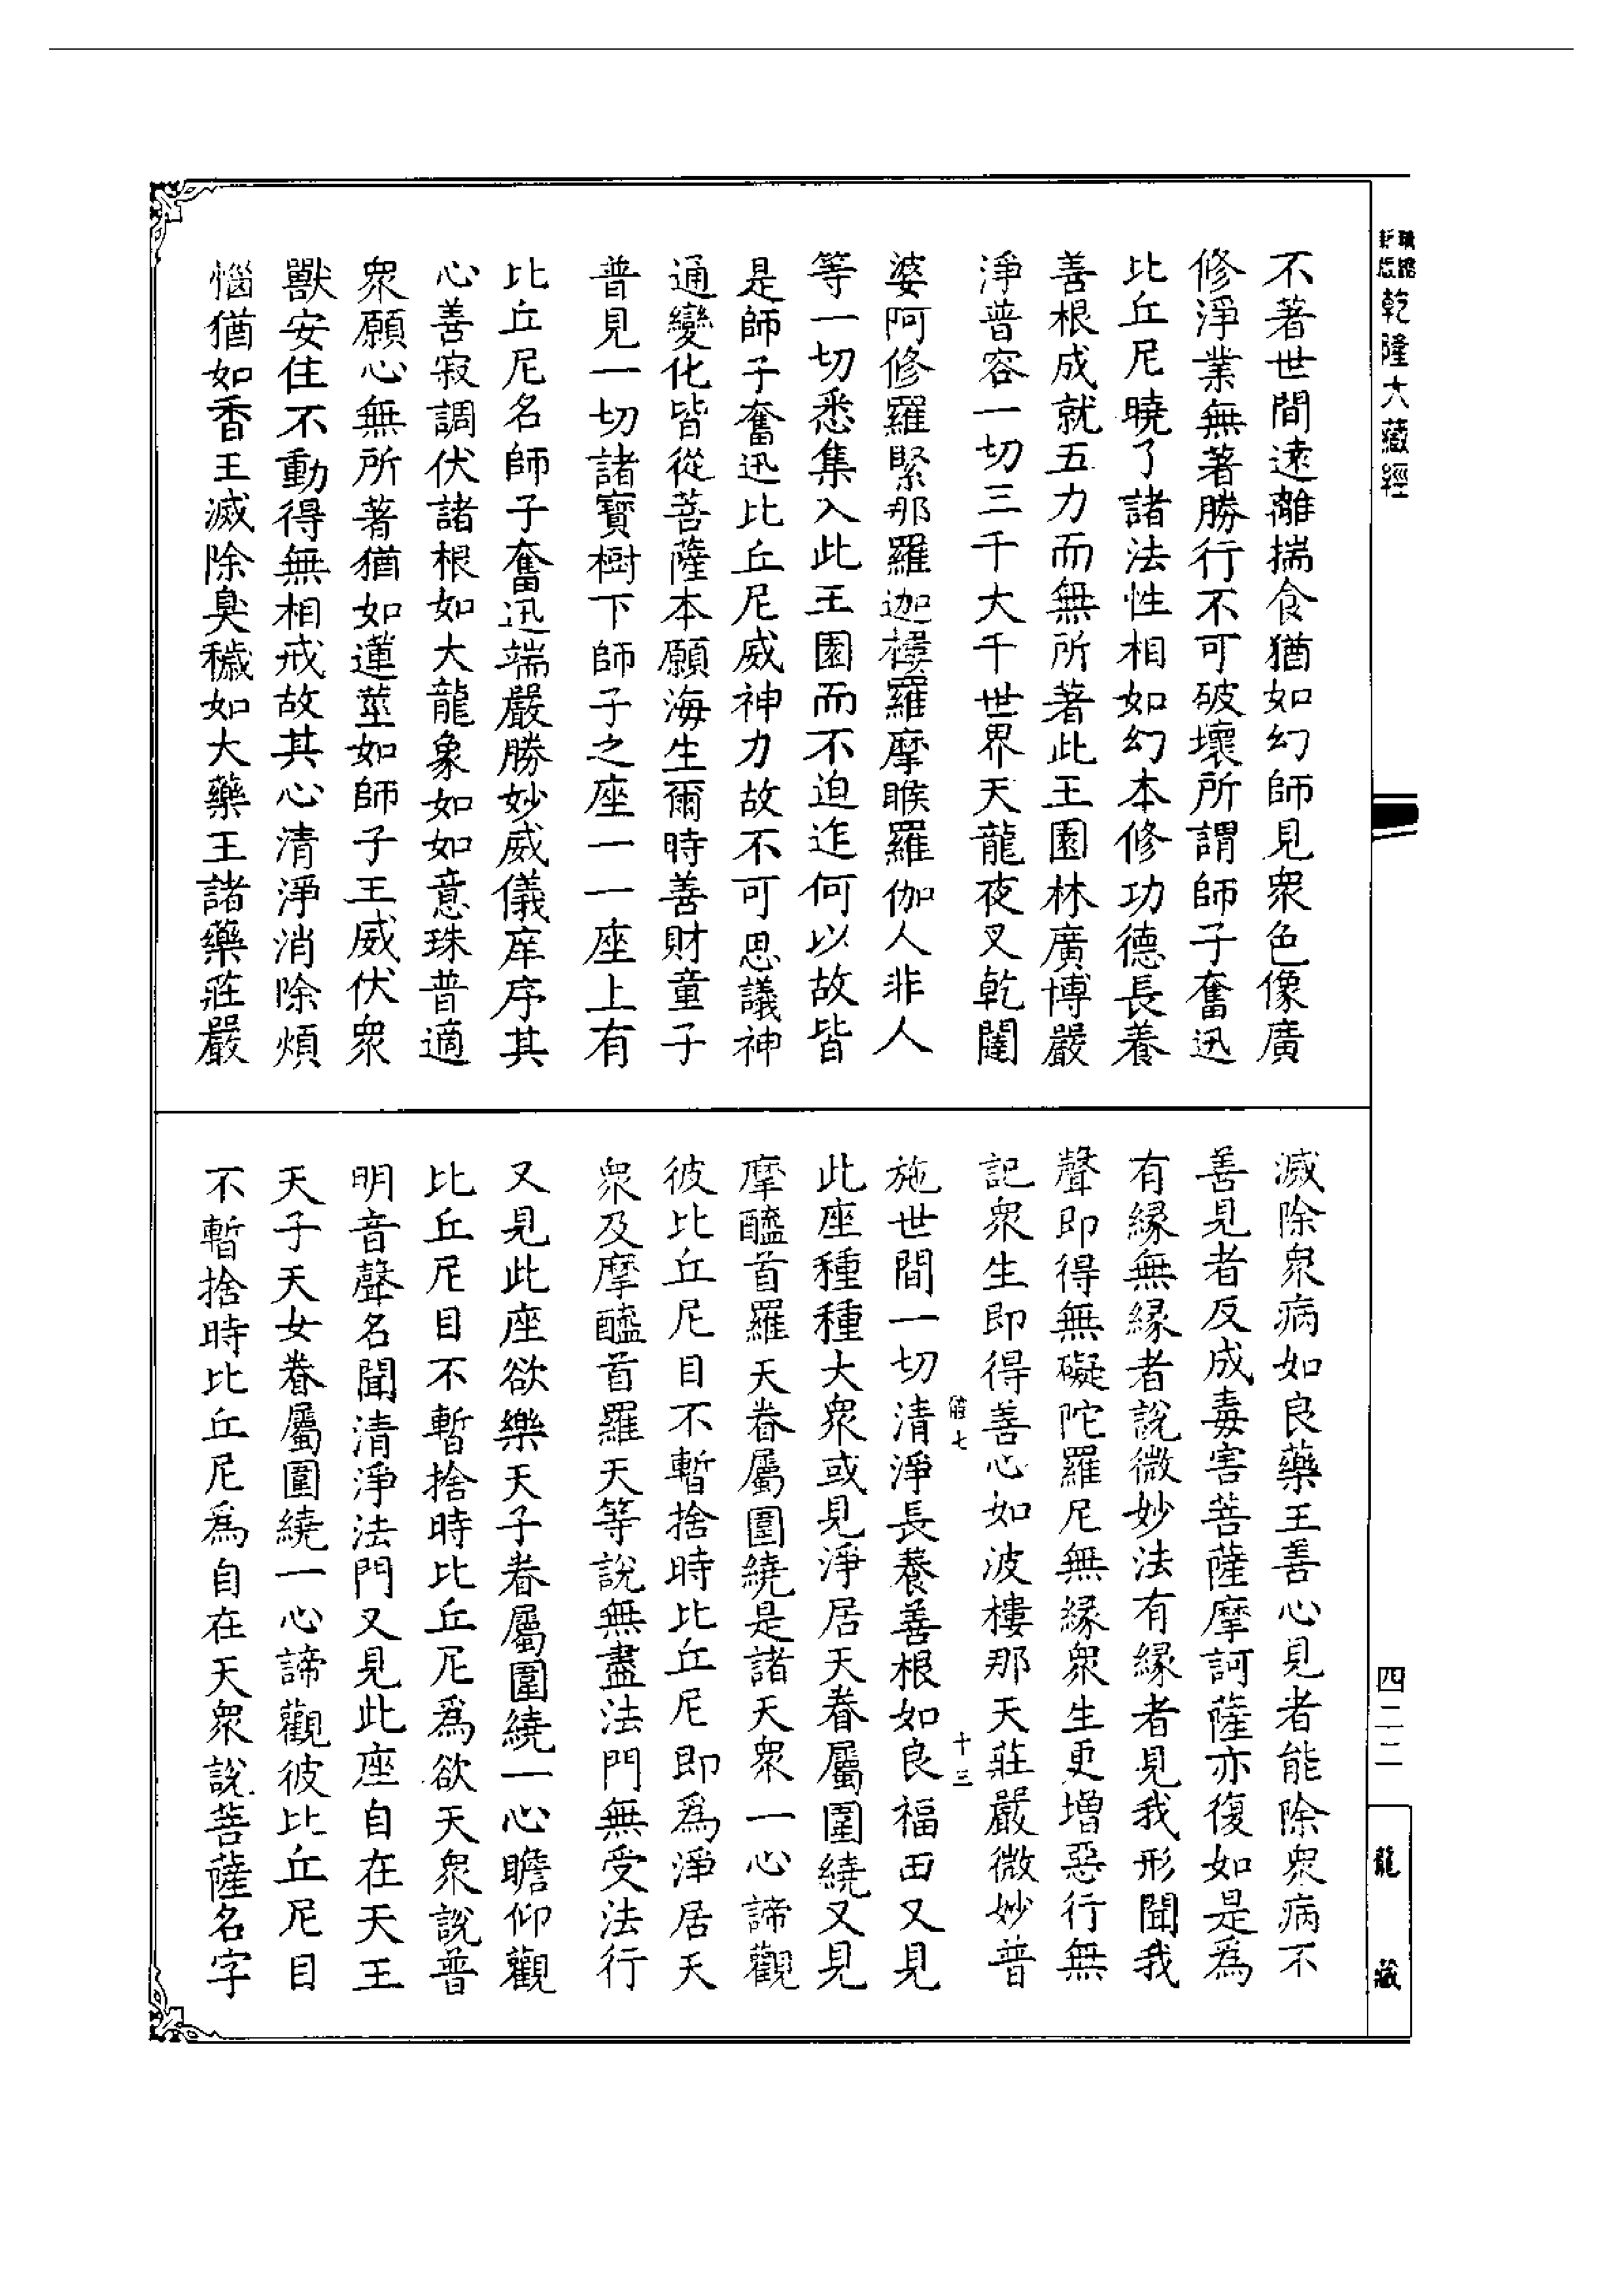 乾隆大藏經
不著世間遠離揣食猶如幻師見衆色像廣
修淨業無著勝行不可破壞所謂師子奮迅
比丘尼曉了諸法性相如幻本修功德長養
善根成就五力而無所著此王園林廣博嚴
淨普容一切三千大千世界天龍夜叉乾闥
婆阿修羅緊那羅迦樓羅摩睺羅伽人非人
等一切悉集入此王園而不迫迮何以故皆
是師子奮迅比丘尼威神力故不可思議神
通變化皆從菩薩本願海生爾時善財童子
普見一切諸寶樹下師子之座一一座上有
比丘尼名師子奮迅端嚴勝妙威儀庠序其
心善寂調伏諸根如大龍象如如意珠普適
衆願心無所著猶如蓮華如師子王威伏衆
獸安住不動得無相戒故其心清淨消除煩
惱猶如香王滅除臭穢如大藥王諸藥莊嚴
滅除衆病如良藥王善心見者能除衆病不
善見者反成毒害菩薩摩訶薩亦復如是爲
有緣無緣者說微妙法有緣者見我形聞我
聲即得無礙陀羅尼無緣衆生更增惡行無
記衆生即得善心如波樓那天莊嚴微妙普
七
十三
施世間一切清淨長養善根如良福田又見
此座種種大衆或見淨居天眷屬圍繞又見
摩醯首羅天眷屬圍繞是諸天衆一心諦觀
彼比丘尼目不暫捨時比丘尼即爲淨居天
衆及摩醯首羅天等說無盡法門無受法行
又見此座欲樂天子眷屬圍繞一心瞻仰觀
比丘尼目不暫捨時比丘尼爲欲天衆說普
明音聲名聞清淨法門又見此座自在天王
天子天女眷屬圍繞一心諦觀彼比丘尼目
不暫捨時比丘尼爲自在天衆說菩薩名字
四二二
龍藏